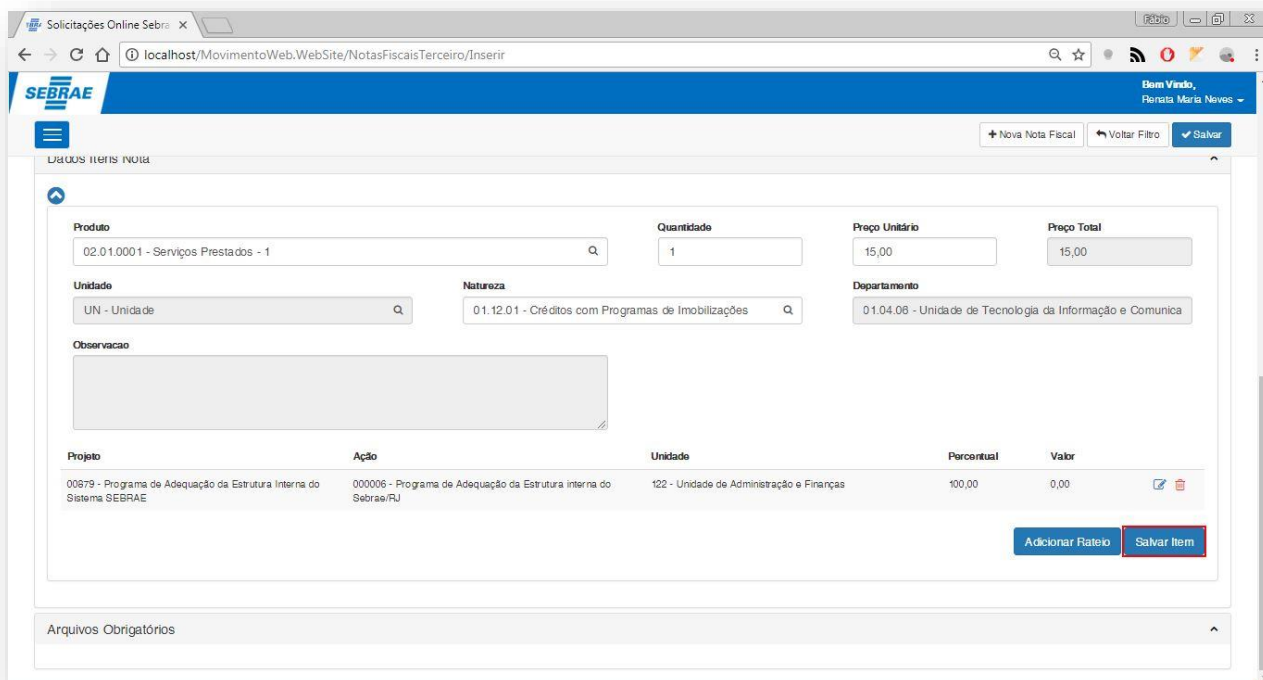 Solicitações Online Sebra
Fábio
localhost/MovimentoWeb.WebSite/NotasFiscaisTerceiro/Inserir
SEBRAE
Bem Vindo,
Renata Maria Neves
Nova Nota Fiscal Voltar Filtro Salvar
Dados Itens Nota
Produto Quantidade Preço Unitário Preço Total
02.01.0001 - Serviços Prestados - 1 1 15,00 15,00
Unidade Natureza Departamento
UN - Unidade 01.12.01 - Créditos com Programas de Imobilizações 01.04.06 - Unidade de Tecnologia da Informação e Comunica
Observacao
Projeto Ação Unidade Percentual Valor
00879 - Programa de Adequação da Estrutura Interna do 000006 - Programa de Adequação da Estrutura interna do 122 - Unidade de Administração e Finanças 100,00 0,00
Sistema SEBRAE Sebrae/RJ
Adicionar Rateio Salvar Item
Arquivos Obrigatórios